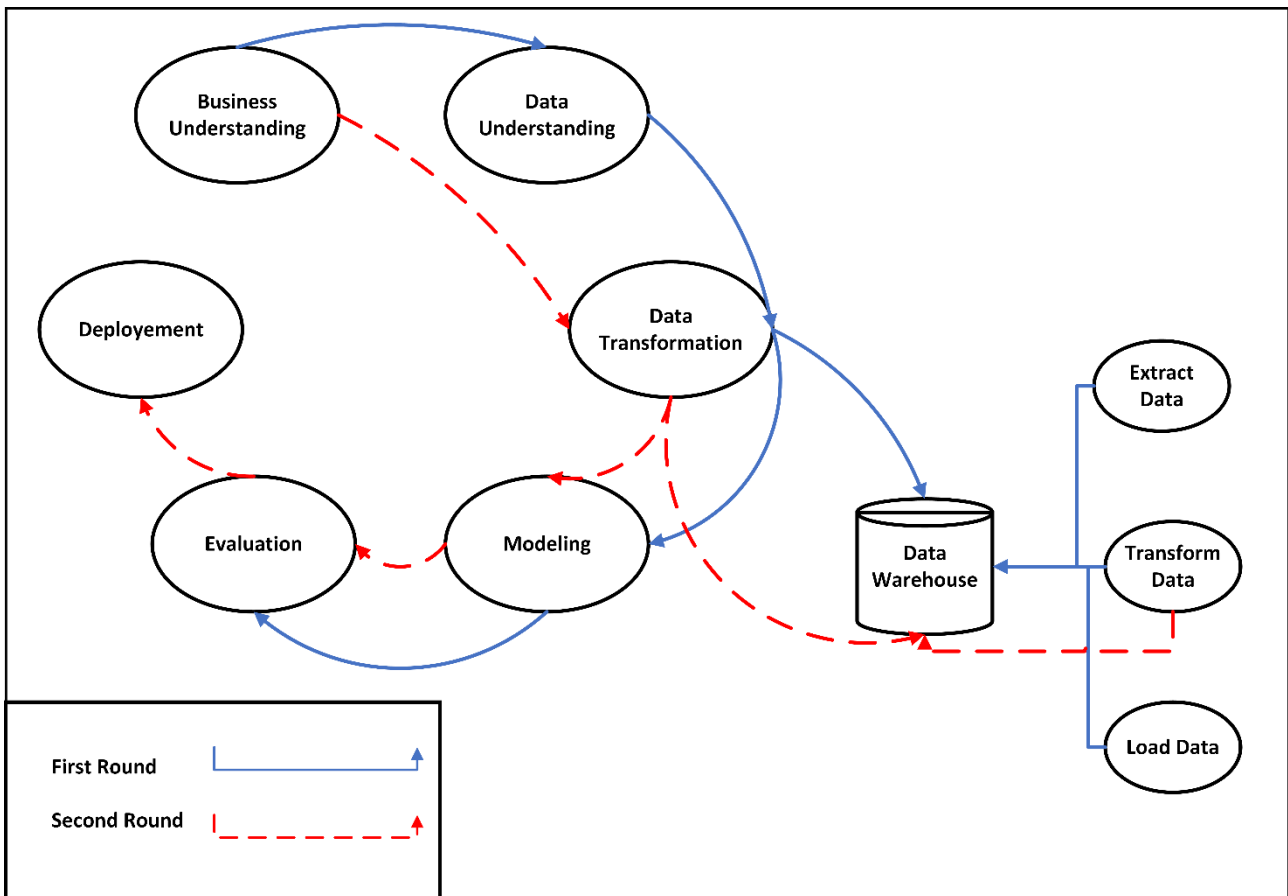 Business
Understanding
Data
Understanding
Deployement
Data
Transformation
Extract
Data
Evaluation
Modeling
Data
Warehouse
Transform
Data
Load Data
First Round
Second Round